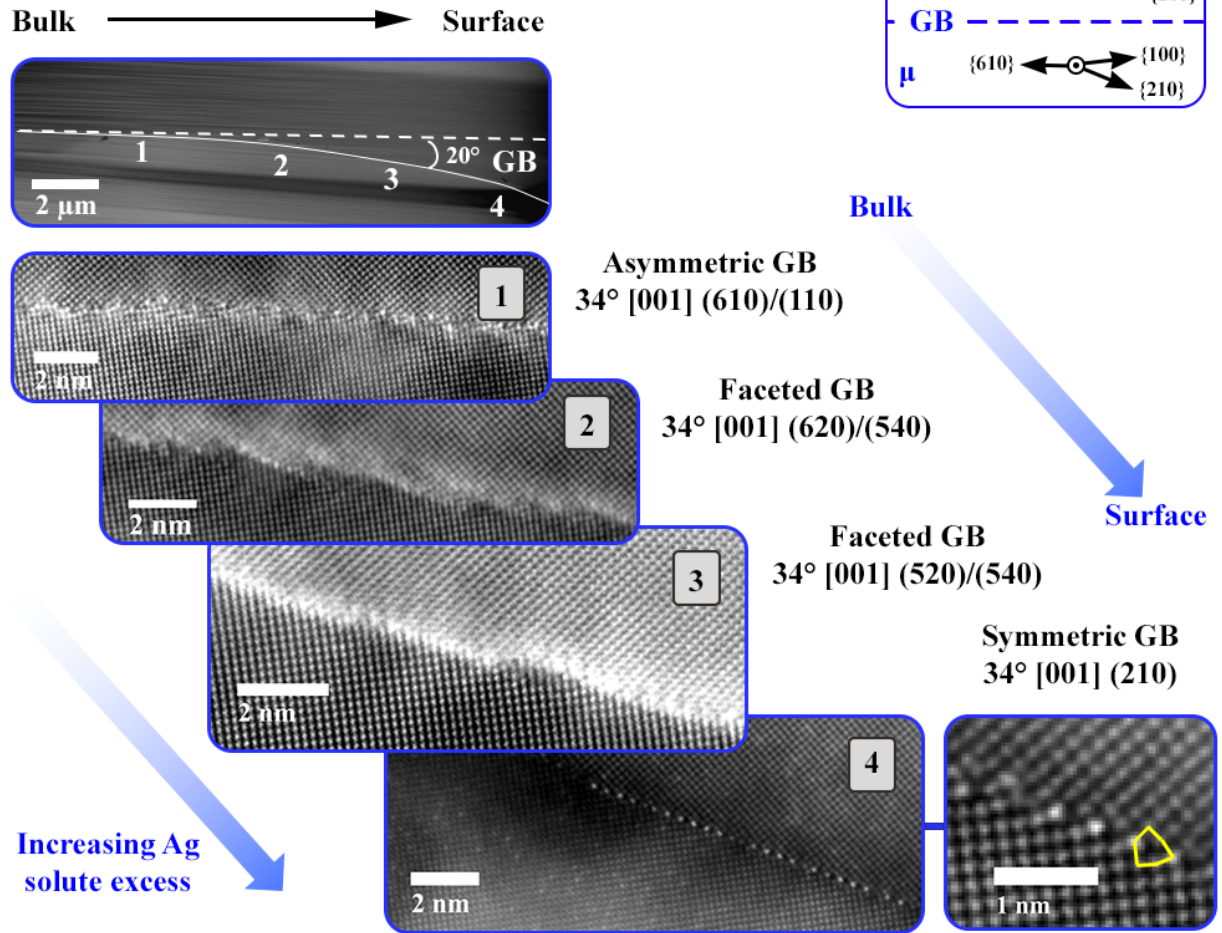 Bulk
Surface
GB
μ
{610}
{100}
{210}
1
2
3
4
20°
GB
2 μm
Bulk
Surface
1
2 nm
Asymmetric GB
34° [001] (610)/(110)
2
2 nm
Faceted GB
34° [001] (620)/(540)
3
2 nm
Faceted GB
34° [001] (520)/(540)
Symmetric GB
34° [001] (210)
4
2 nm
1 nm
Increasing Ag
solute excess